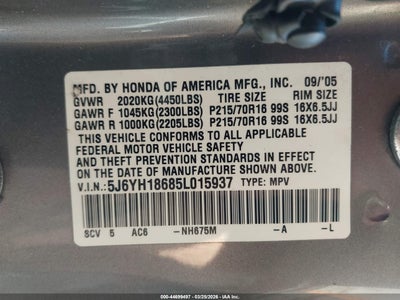 MFD. BY HONDA OF AMERICA MFG., INC. 09/'05
GVWR 2020KG(4450LBS) TIRE SIZE RIM SIZE
GAWR F 1045KG(2300LBS) P215/70R16 99S 16X6.5JJ
GAWR R 1000KG(2205LBS) P215/70R16 99S 16X6.5JJ
THIS VEHICLE CONFORMS TO ALL APPLICABLE
FEDERAL MOTOR VEHICLE SAFETY
AND THEFT PREVENTION STANDARDS IN
EFFECT ON THE DATE OF
MANUFACTURE SHOWN ABOVE.
V.I.N.: 5J6YH18685L015937 TYPE: MPV
SCV 5 AC6 -NH675M -A -L
000-44699497 - 03/29/2026 - IAA Inc.